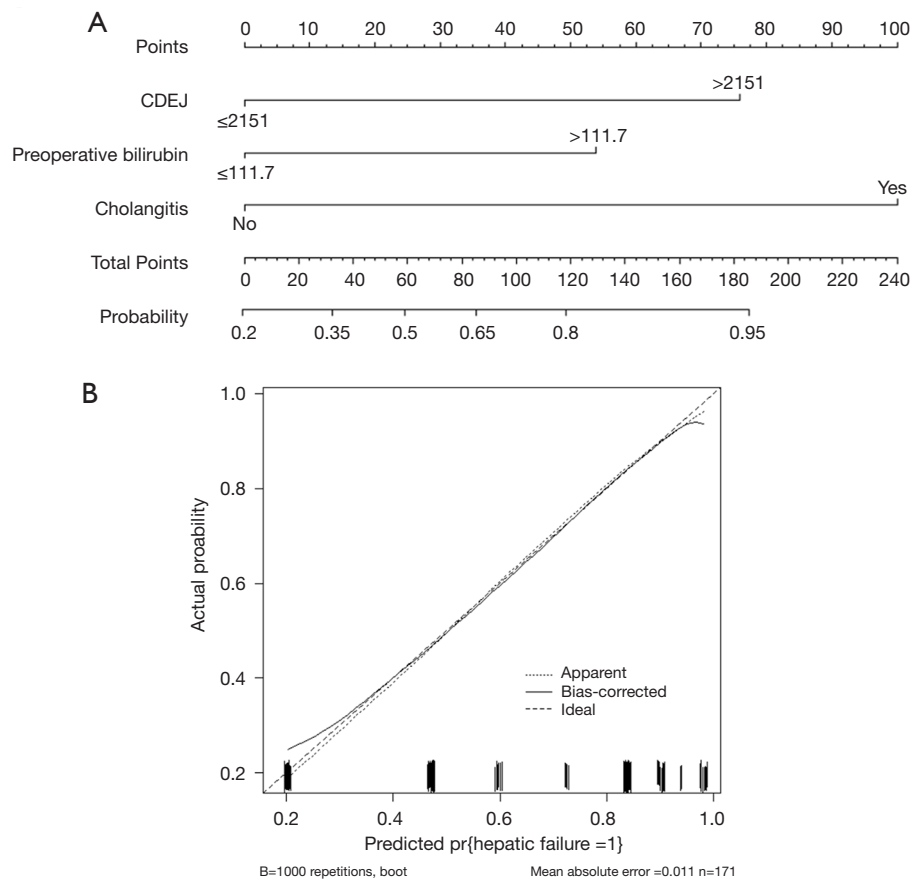 A
Points
0 10 20 30 40 50 60 70 80 90 100
CDEJ
>2151
≤2151
Preoperative bilirubin
>111.7
≤111.7
Cholangitis
Yes
No
Total Points
0 20 40 60 80 100 120 140 160 180 200 220 240
Probability
0.2 0.35 0.5 0.65 0.8 0.95
B
Actual proability
1.0
0.8
0.6
0.4
0.2
Apparent
Bias-corrected
Ideal
0.2 0.4 0.6 0.8 1.0
Predicted pr{hepatic failure =1}
B=1000 repetitions, boot Mean absolute error =0.011 n=171